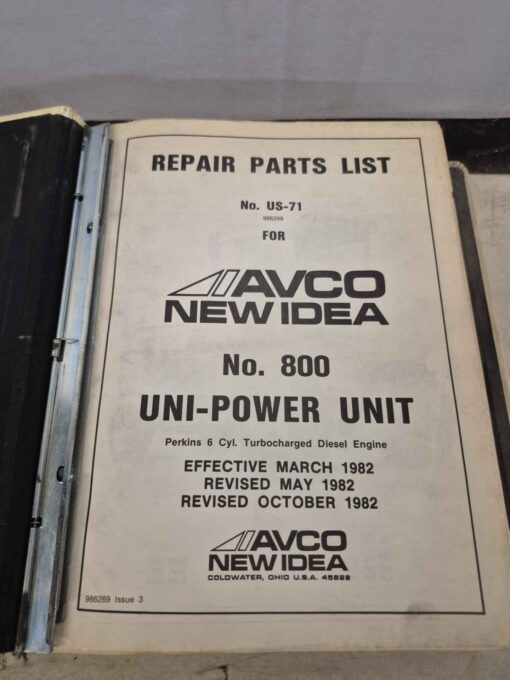 REPAIR PARTS LIST
No. US-71
986269
FOR
AVCO
NEW IDEA
No. 800
UNI-POWER UNIT
Perkins 6 Cyl. Turbocharged Diesel Engine
EFFECTIVE MARCH 1982
REVISED MAY 1982
REVISED OCTOBER 1982
AVCO
NEW IDEA
COLDWATER, OHIO U.S.A. 45828
986269 Issue 3